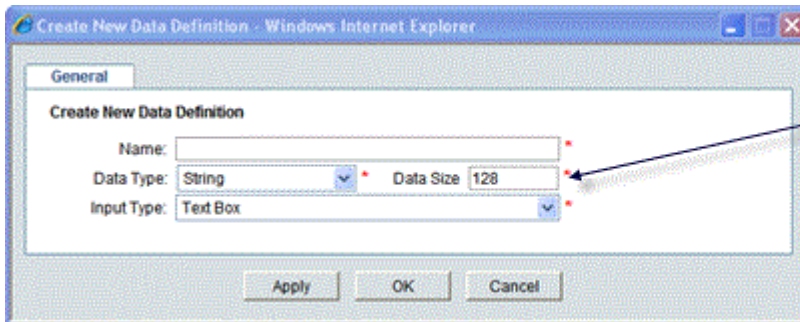 Create New Data Definition - Windows Internet Explorer
General
Create New Data Definition
Name: *
Data Type: String * Data Size 128 *
Input Type: Text Box *
Apply OK Cancel